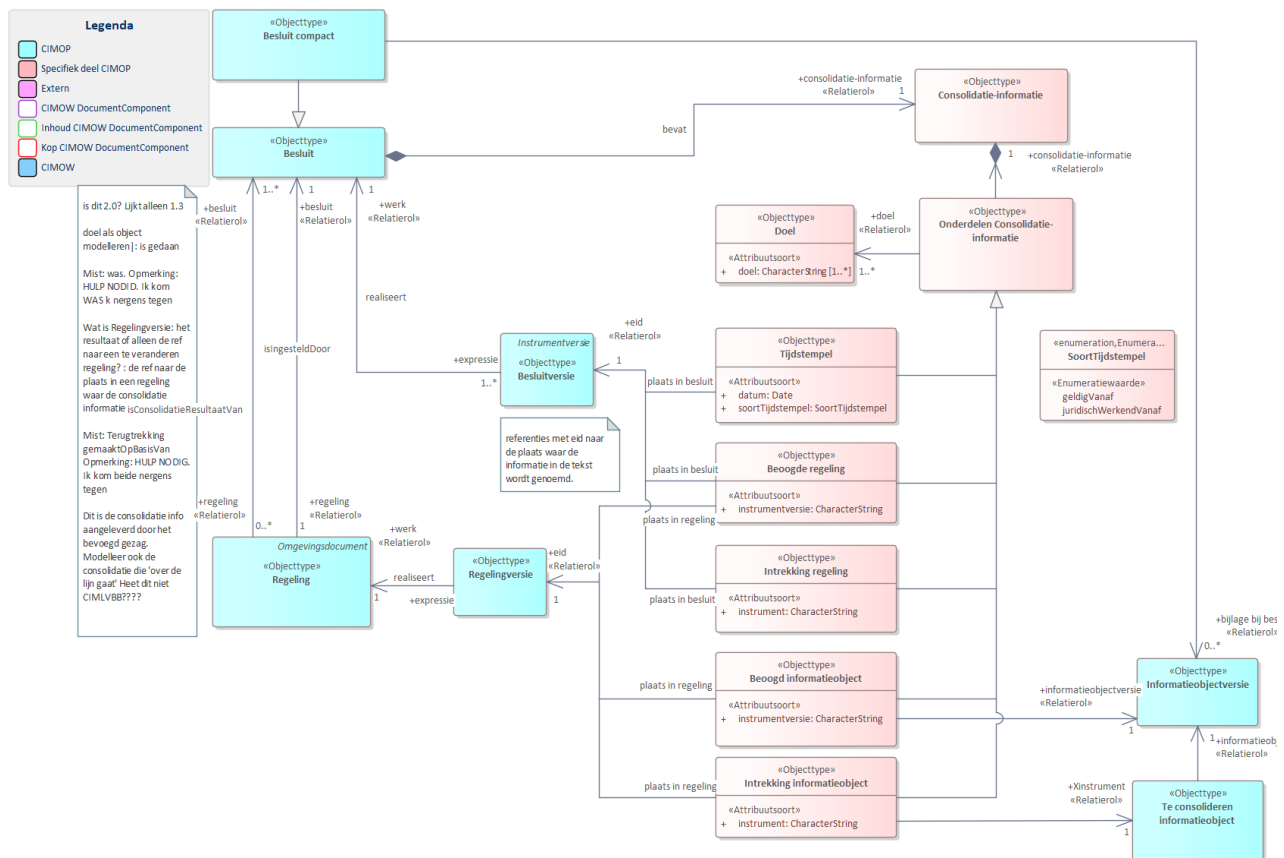 Legenda
CIMOP
Specifiek deel CIMOP
Extern
CIMOW DocumentComponent
Inhoud CIMOW DocumentComponent
Kop CIMOW DocumentComponent
CIMOW
«Objecttype»
Besluit compact
«Objecttype»
Besluit
bevat
+consolidatie-informatie
«Relatierol»
1
«Objecttype»
Consolidatie-informatie
1
+consolidatie-informatie
«Relatierol»
«Objecttype»
Onderdelen Consolidatie-
informatie
+doel
«Relatierol»
1..*
«Objecttype»
Doel
«Attribuutsoort»
+ doel: CharacterString [1..*]
is dit 2.0? Lijkt alleen 1.3
doel als object
modelleren|: is gedaan
Mist: was. Opmerking:
HULP NODID. Ik kom
WAS k nergens tegen
Wat is Regelingversie: het
resultaat of alleen de ref
naar een te veranderen
regeling? : de ref naar de
plaats in een regeling
waar de consolidatie
informatie
Mist: Terugtrekking
gemaaktOpBasisVan
Opmerking: HULP NODIG.
Ik kom beide nergens
tegen
Dit is de consolidatie info
aangeleverd door het
bevoegd gezag.
Modelleer ook de
consolidatie die 'over de
lijn gaat' Heet dit niet
CIMLVBB????
1..*
+besluit
«Relatierol»
isConsolidatieResultaatVan
+regeling
«Relatierol»
0..*
1
+besluit
«Relatierol»
isIngesteldDoor
+regeling
«Relatierol»
1
1
+werk
«Relatierol»
realiseert
+expressie
1..*
Instrumentversie
«Objecttype»
Besluitversie
+eid
«Relatierol»
1
referenties met eid naar
de plaats waar de
informatie in de tekst
wordt genoemd.
Omgevingsdocument
«Objecttype»
Regeling
+werk
«Relatierol»
1
realiseert
+expressie
«Objecttype»
Regelingversie
+eid
«Relatierol»
1
plaats in besluit
«Objecttype»
Tijdstempel
«Attribuutsoort»
+ datum: Date
+ soortTijdstempel: SoortTijdstempel
«enumeration,Enumera...
SoortTijdstempel
«Enumeratiewaarde»
geldigVanaf
juridischWerkendVanaf
plaats in besluit
plaats in regeling
«Objecttype»
Beoogde regeling
«Attribuutsoort»
+ instrumentversie: CharacterString
plaats in besluit
«Objecttype»
Intrekking regeling
«Attribuutsoort»
+ instrument: CharacterString
plaats in regeling
«Objecttype»
Beoogd informatieobject
«Attribuutsoort»
+ instrumentversie: CharacterString
+informatieobjectversie
«Relatierol»
1
plaats in regeling
«Objecttype»
Intrekking informatieobject
«Attribuutsoort»
+ instrument: CharacterString
+Xinstrument
«Relatierol»
1
+bijlage bij bes
«Relatierol»
0..*
«Objecttype»
Informatieobjectversie
1
+informatieobj
«Relatierol»
«Objecttype»
Te consolideren
informatieobject